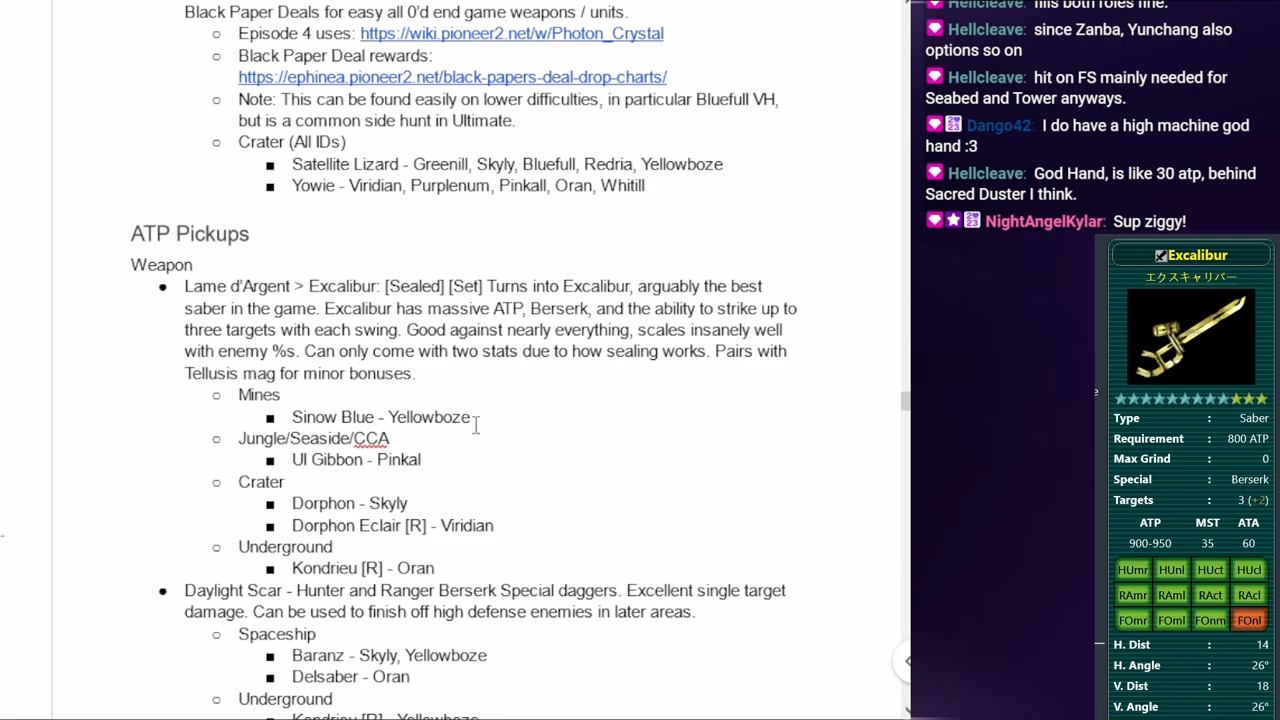 Black Paper Deals for easy all 0'd end game weapons / units.
○ Episode 4 uses: https://wiki.pioneer2.net/w/Photon_Crystal
○ Black Paper Deal rewards:
https://ephinea.pioneer2.net/black-papers-deal-drop-charts/
○ Note: This can be found easily on lower difficulties, in particular Bluefull VH,
but is a common side hunt in Ultimate.
○ Crater (All IDs)
■ Satellite Lizard - Greenill, Skyly, Bluefull, Redria, Yellowboze
■ Yowie - Viridian, Purplenum, Pinkall, Oran, Whitill
ATP Pickups
Weapon
● Lame d'Argent > Excalibur: [Sealed] [Set] Turns into Excalibur, arguably the best
saber in the game. Excalibur has massive ATP, Berserk, and the ability to strike up to
three targets with each swing. Good against nearly everything, scales insanely well
with enemy %s. Can only come with two stats due to how sealing works. Pairs with
Tellusis mag for minor bonuses.
○ Mines
■ Sinow Blue - Yellowboze
○ Jungle/Seaside/CCA
■ Ul Gibbon - Pinkal
○ Crater
■ Dorphon - Skyly
■ Dorphon Eclair [R] - Viridian
○ Underground
■ Kondrieu [R] - Oran
● Daylight Scar - Hunter and Ranger Berserk Special daggers. Excellent single target
damage. Can be used to finish off high defense enemies in later areas.
○ Spaceship
■ Baranz - Skyly, Yellowboze
■ Delsaber - Oran
○ Underground
■ Kondrieu [R] - Yellowboze
Hellcleave: fills both roles fine.
Hellcleave: since Zanba, Yunchang also
options so on
Hellcleave: hit on FS mainly needed for
Seabed and Tower anyways.
Dango42: I do have a high machine god
hand :3
Hellcleave: God Hand, is like 30 atp, behind
Sacred Duster I think.
NightAngelKylar: Sup ziggy!
Excalibur
エクスキャリバー
Type : Saber
Requirement : 800 ATP
Max Grind : 0
Special : Berserk
Targets : 3 (+2)
ATP MST ATA
900-950 35 60
HUmr HUnl HUct HUcl
RAmr RAml RAct RAcl
FOmr FOml FOnm FOnl
H. Dist : 14
H. Angle : 26°
V. Dist : 18
V. Angle : 26°